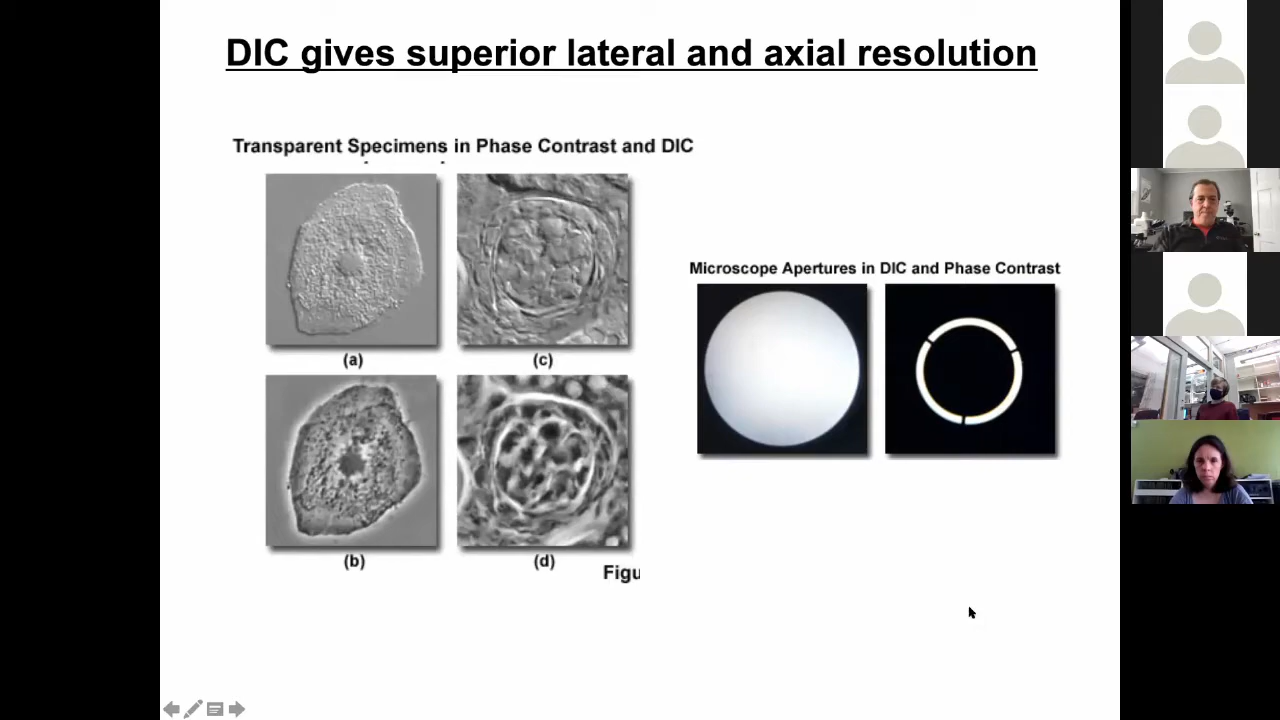 DIC gives superior lateral and axial resolution
Transparent Specimens in Phase Contrast and DIC
(a)
(c)
(b)
(d)
Figu
Microscope Apertures in DIC and Phase Contrast